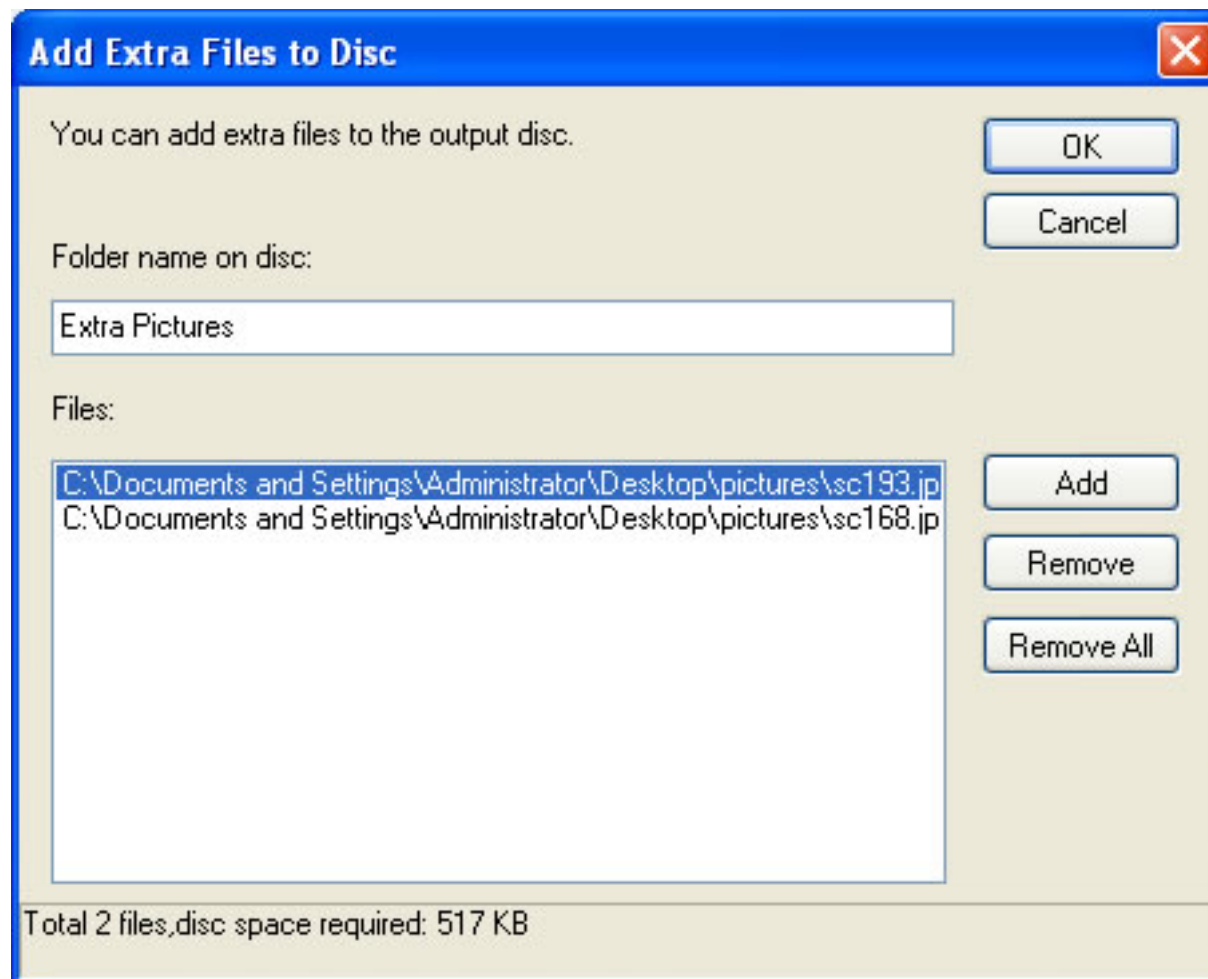 Add Extra Files to Disc
You can add extra files to the output disc.
OK
Cancel
Folder name on disc:
Extra Pictures
Files:
C:\Documents and Settings\Administrator\Desktop\pictures\sc193.jp
C:\Documents and Settings\Administrator\Desktop\pictures\sc168.jp
Add
Remove
Remove All
Total 2 files,disc space required: 517 KB